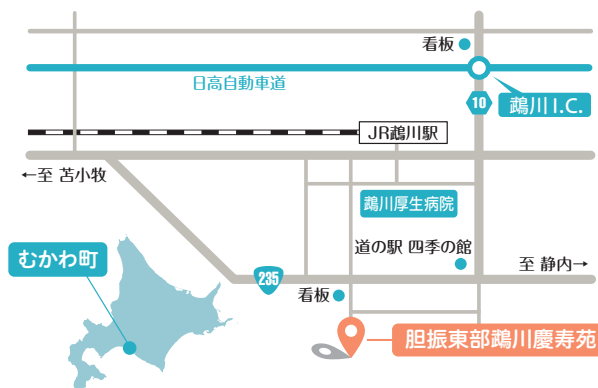 看板
日高自動車道
10
鵡川I.C.
JR鵡川駅
←至 苫小牧
鵡川厚生病院
道の駅 四季の館
むかわ町
235
至 静内→
看板
胆振東部鵡川慶寿苑